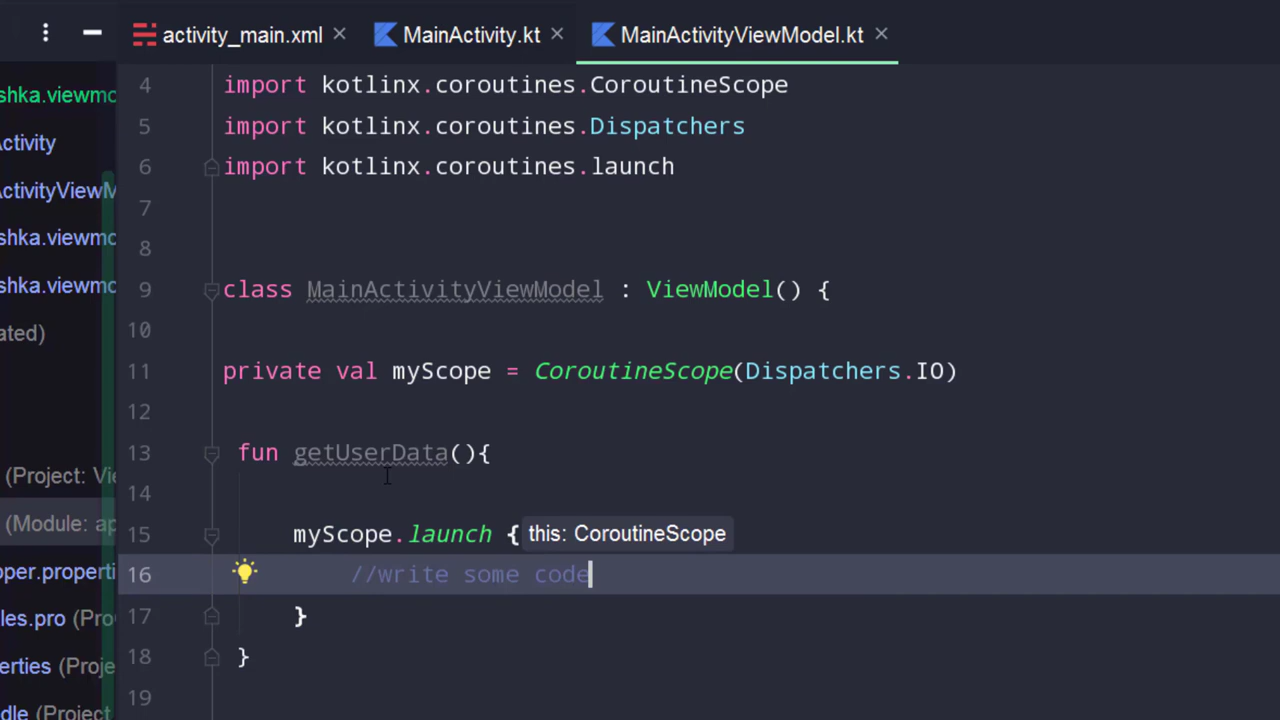 activity_main.xml
MainActivity.kt
MainActivityViewModel.kt
shka.viewmo
Activity
ActivityViewM
shka.viewmo
shka.viewmo
ated)
(Project: Vie
(Module: ap
oper.properti
les.pro (Pro
perties (Proje
dle (Project
4 import kotlinx.coroutines.CoroutineScope
5 import kotlinx.coroutines.Dispatchers
6 import kotlinx.coroutines.launch
7
8
9 class MainActivityViewModel : ViewModel() {
10
11 private val myScope = CoroutineScope(Dispatchers.IO)
12
13 fun getUserData(){
14
15 myScope.launch { this: CoroutineScope
16 //write some code
17 }
18 }
19